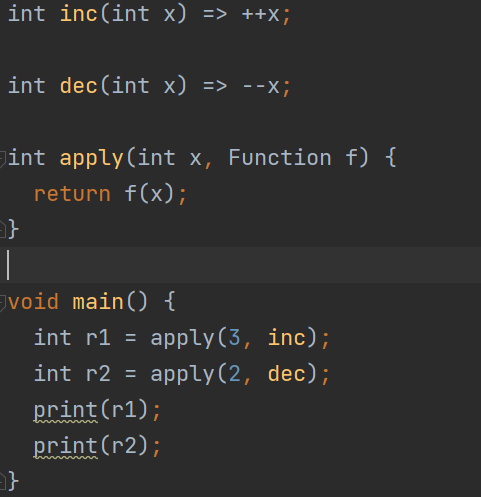 int inc(int x) => ++x;
int dec(int x) => --x;
int apply(int x, Function f) {
  return f(x);
}
void main() {
  int r1 = apply(3, inc);
  int r2 = apply(2, dec);
  print(r1);
  print(r2);
}